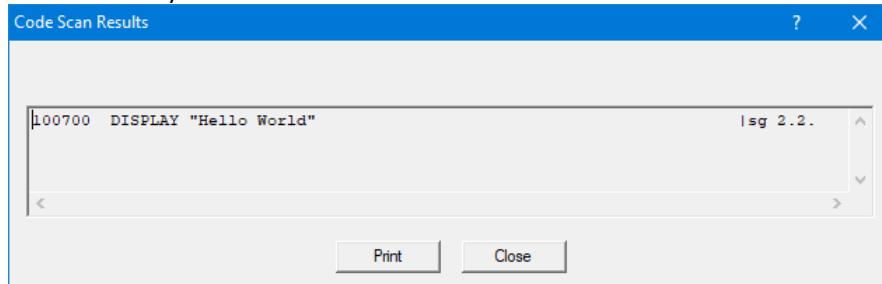 Code Scan Results
100700 DISPLAY "Hello World" |sg 2.2.
Print Close